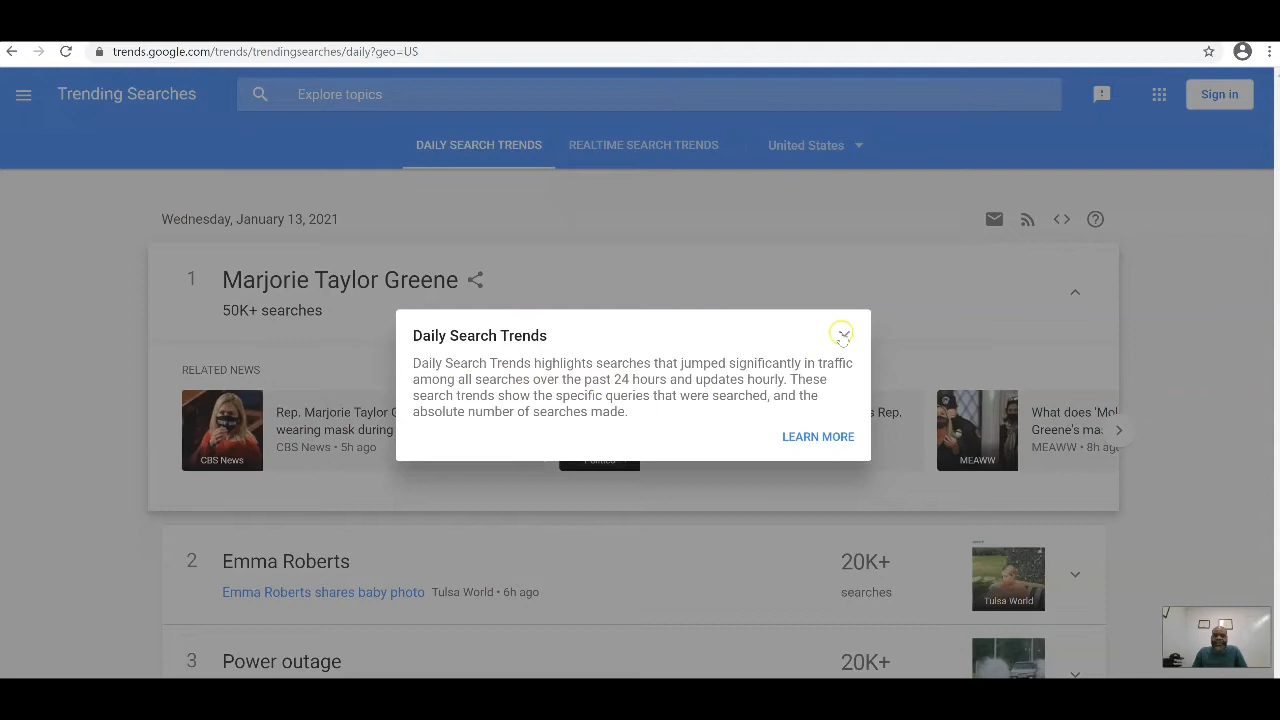 trends.google.com/trends/trendingsearches/daily?geo=US
Trending Searches
Explore topics
Sign in
DAILY SEARCH TRENDS
REALTIME SEARCH TRENDS
United States
Wednesday, January 13, 2021
1
Marjorie Taylor Greene
50K+ searches
Daily Search Trends
Daily Search Trends highlights searches that jumped significantly in traffic
among all searches over the past 24 hours and updates hourly. These
search trends show the specific queries that were searched, and the
absolute number of searches made.
LEARN MORE
RELATED NEWS
CBS News
Rep. Marjorie Taylor
wearing mask during
CBS News • 5h ago
Politico
Rep.
MEAWW
What does
Greene's
MEAWW • 8h ago
2
Emma Roberts
Emma Roberts shares baby photo
Tulsa World • 6h ago
20K+
searches
Tulsa World
3
Power outage
20K+